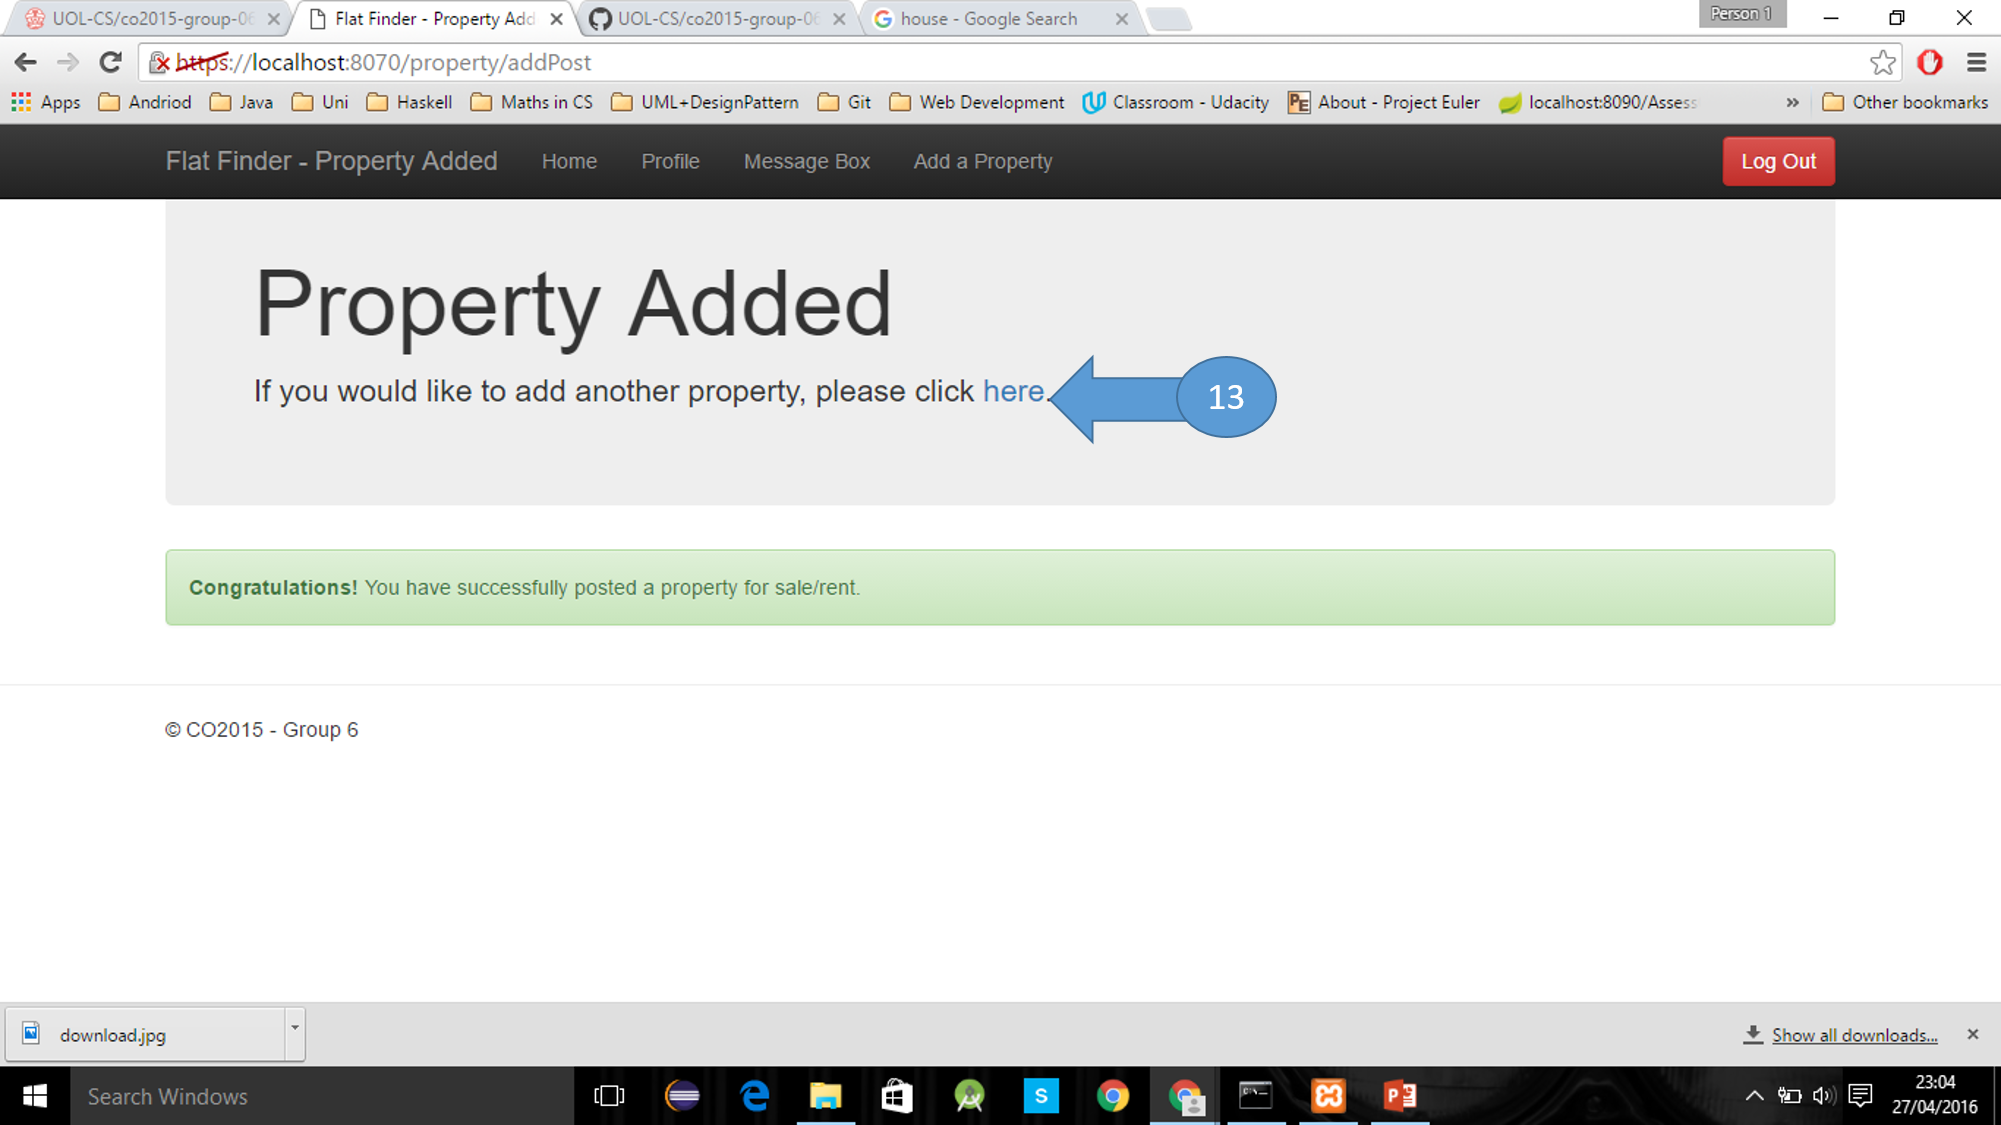 UOL-CS/co2015-group-06
Flat Finder - Property Add
UOL-CS/co2015-group-06
house - Google Search
Person 1
https://localhost:8070/property/addPost
Apps
Andriod
Java
Uni
Haskell
Maths in CS
UML+DesignPattern
Git
Web Development
Classroom - Udacity
PE
About - Project Euler
localhost:8090/Assess
»
Other bookmarks
Flat Finder - Property Added
Home
Profile
Message Box
Add a Property
Log Out
Property Added
If you would like to add another property, please click here.
13
Congratulations! You have successfully posted a property for sale/rent.
© CO2015 - Group 6
download.jpg
Show all downloads...
Search Windows
23:04
27/04/2016